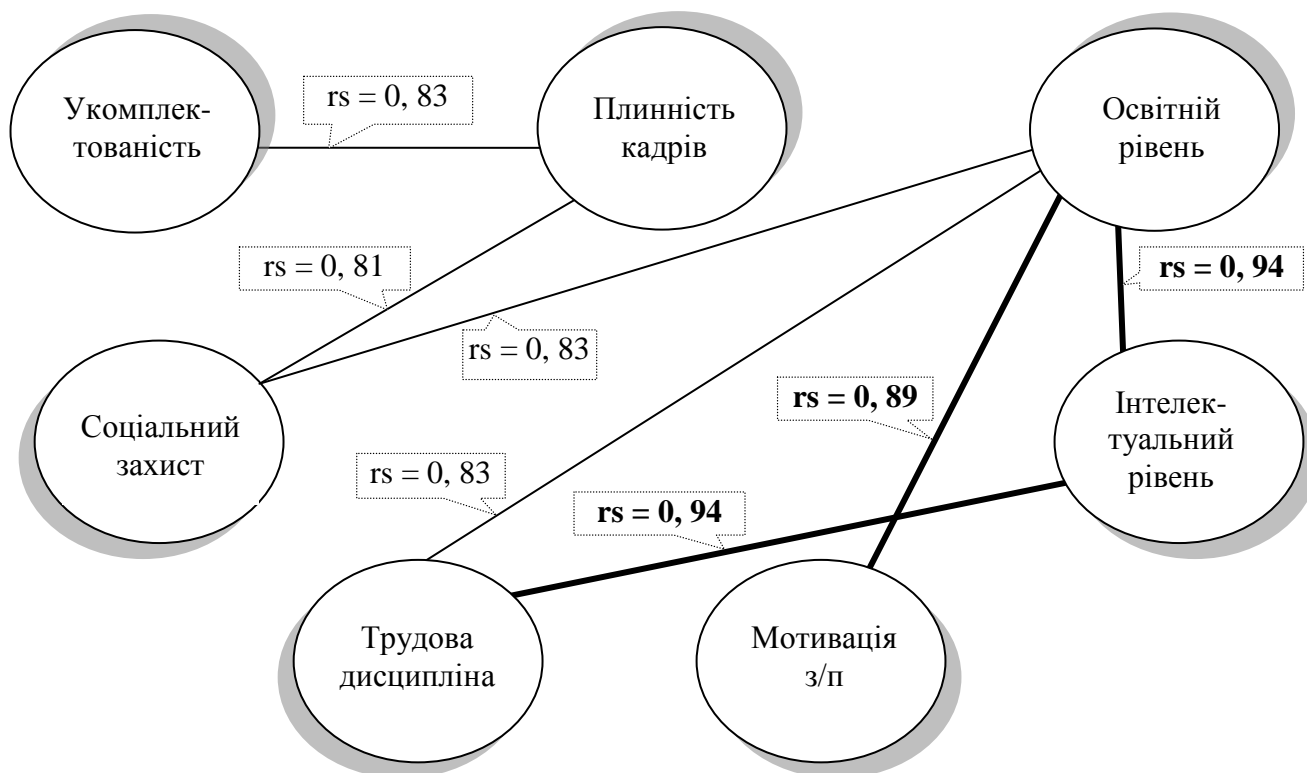 Укомплек-
тованість
rs = 0, 83
Плинність
кадрів
Освітній
рівень
rs = 0, 81
rs = 0, 94
rs = 0, 83
rs = 0, 89
Соціальний
захист
Інтелек-
туальний
рівень
rs = 0, 83
rs = 0, 94
Трудова
дисципліна
Мотивація
з/п